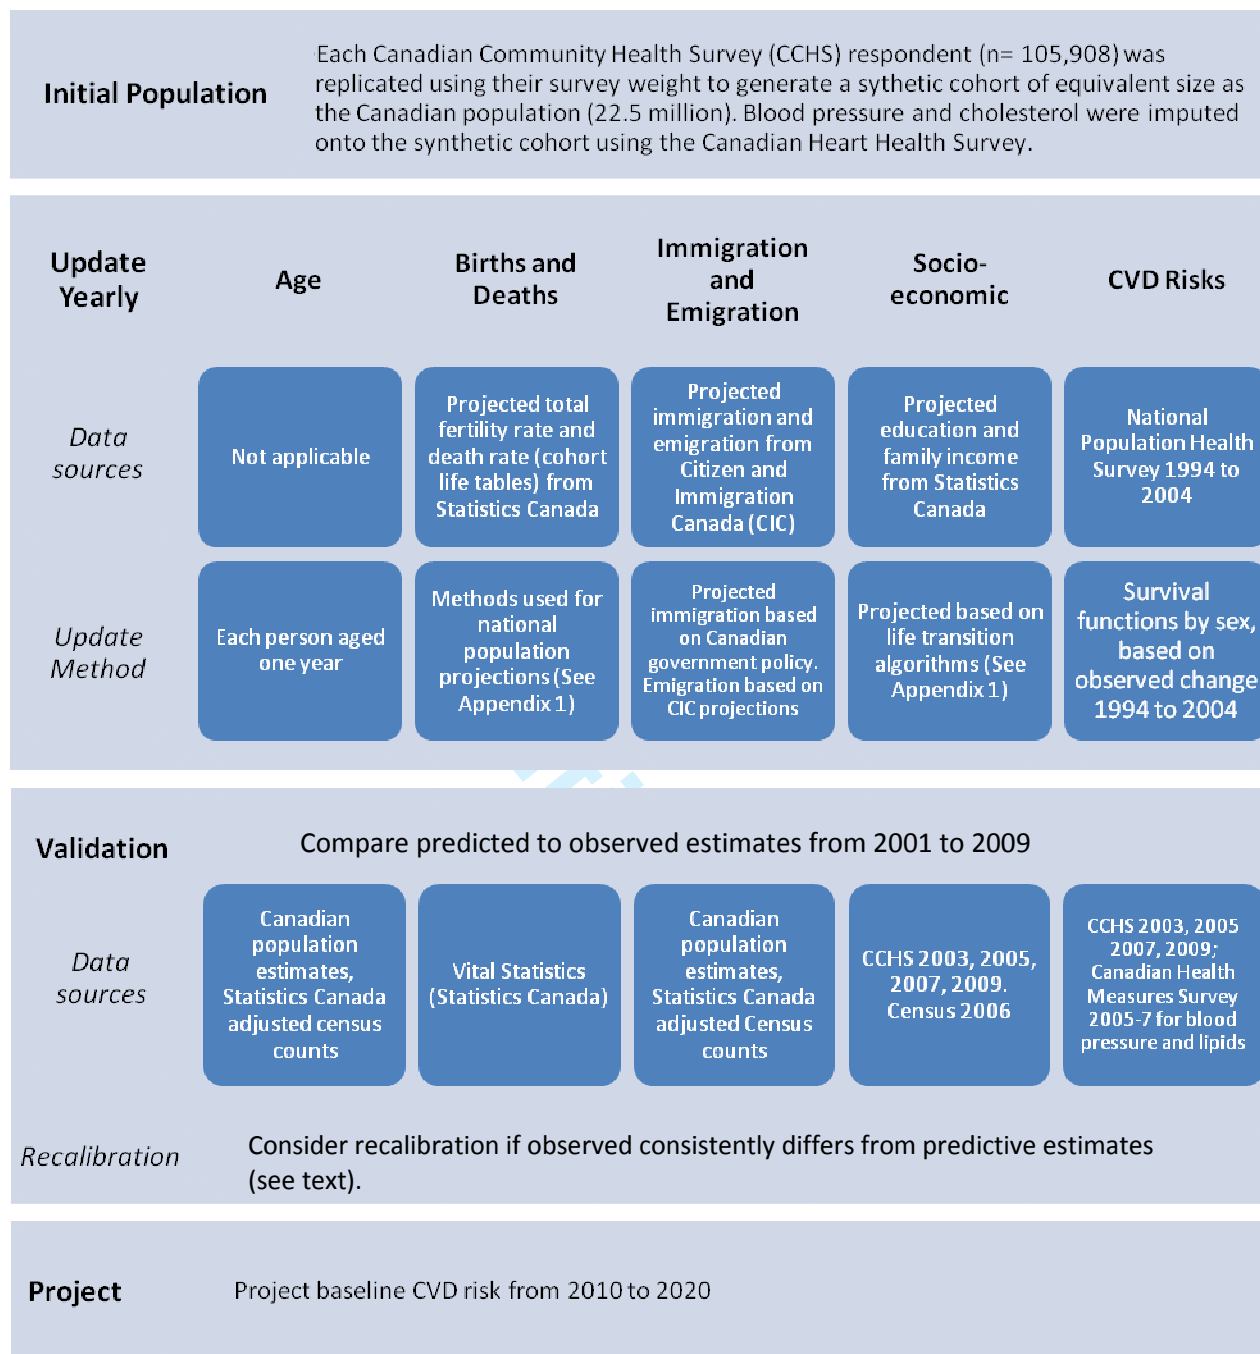 Initial Population
Each Canadian Community Health Survey (CCHS) respondent (n= 105,908) was
replicated using their survey weight to generate a sythetic cohort of equivalent size as
the Canadian population (22.5 million). Blood pressure and cholesterol were imputed
onto the synthetic cohort using the Canadian Heart Health Survey.
Update
Yearly
Age
Births and
Deaths
Immigration
and
Emigration
Socio-
economic
CVD Risks
Data
sources
Not applicable
Projected total
fertility rate and
death rate (cohort
life tables) from
Statistics Canada
Projected
immigration and
emigration from
Citizen and
Immigration
Canada (CIC)
Projected
education and
family income
from Statistics
Canada
National
Population Health
Survey 1994 to
2004
Update
Method
Each person aged
one year
Methods used for
national
population
projections (See
Appendix 1)
Projected
immigration based
on Canadian
government policy.
Emigration based on
CIC projections
Projected based on
life transition
algorithms (See
Appendix 1)
Survival
functions by sex,
based on
observed change
1994 to 2004
Validation
Compare predicted to observed estimates from 2001 to 2009
Data
sources
Canadian
population
estimates,
Statistics Canada
adjusted census
counts
Vital Statistics
(Statistics Canada)
Canadian
population
estimates,
Statistics Canada
adjusted Census
counts
CCHS 2003, 2005,
2007, 2009.
Census 2006
CCHS 2003, 2005
2007, 2009;
Canadian Health
Measures Survey
2005-7 for blood
pressure and lipids
Recalibration
Consider recalibration if observed consistently differs from predictive estimates
(see text).
Project
Project baseline CVD risk from 2010 to 2020